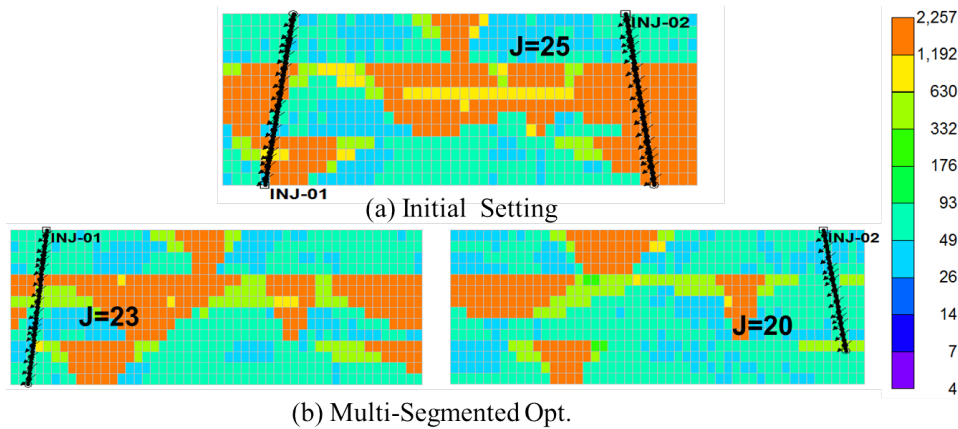 INJ-02
J=25
INJ-01
(a) Initial Setting
INJ-01
J=23
INJ-02
J=20
(b) Multi-Segmented Opt.
2,257
1,192
630
332
176
93
49
26
14
7
4